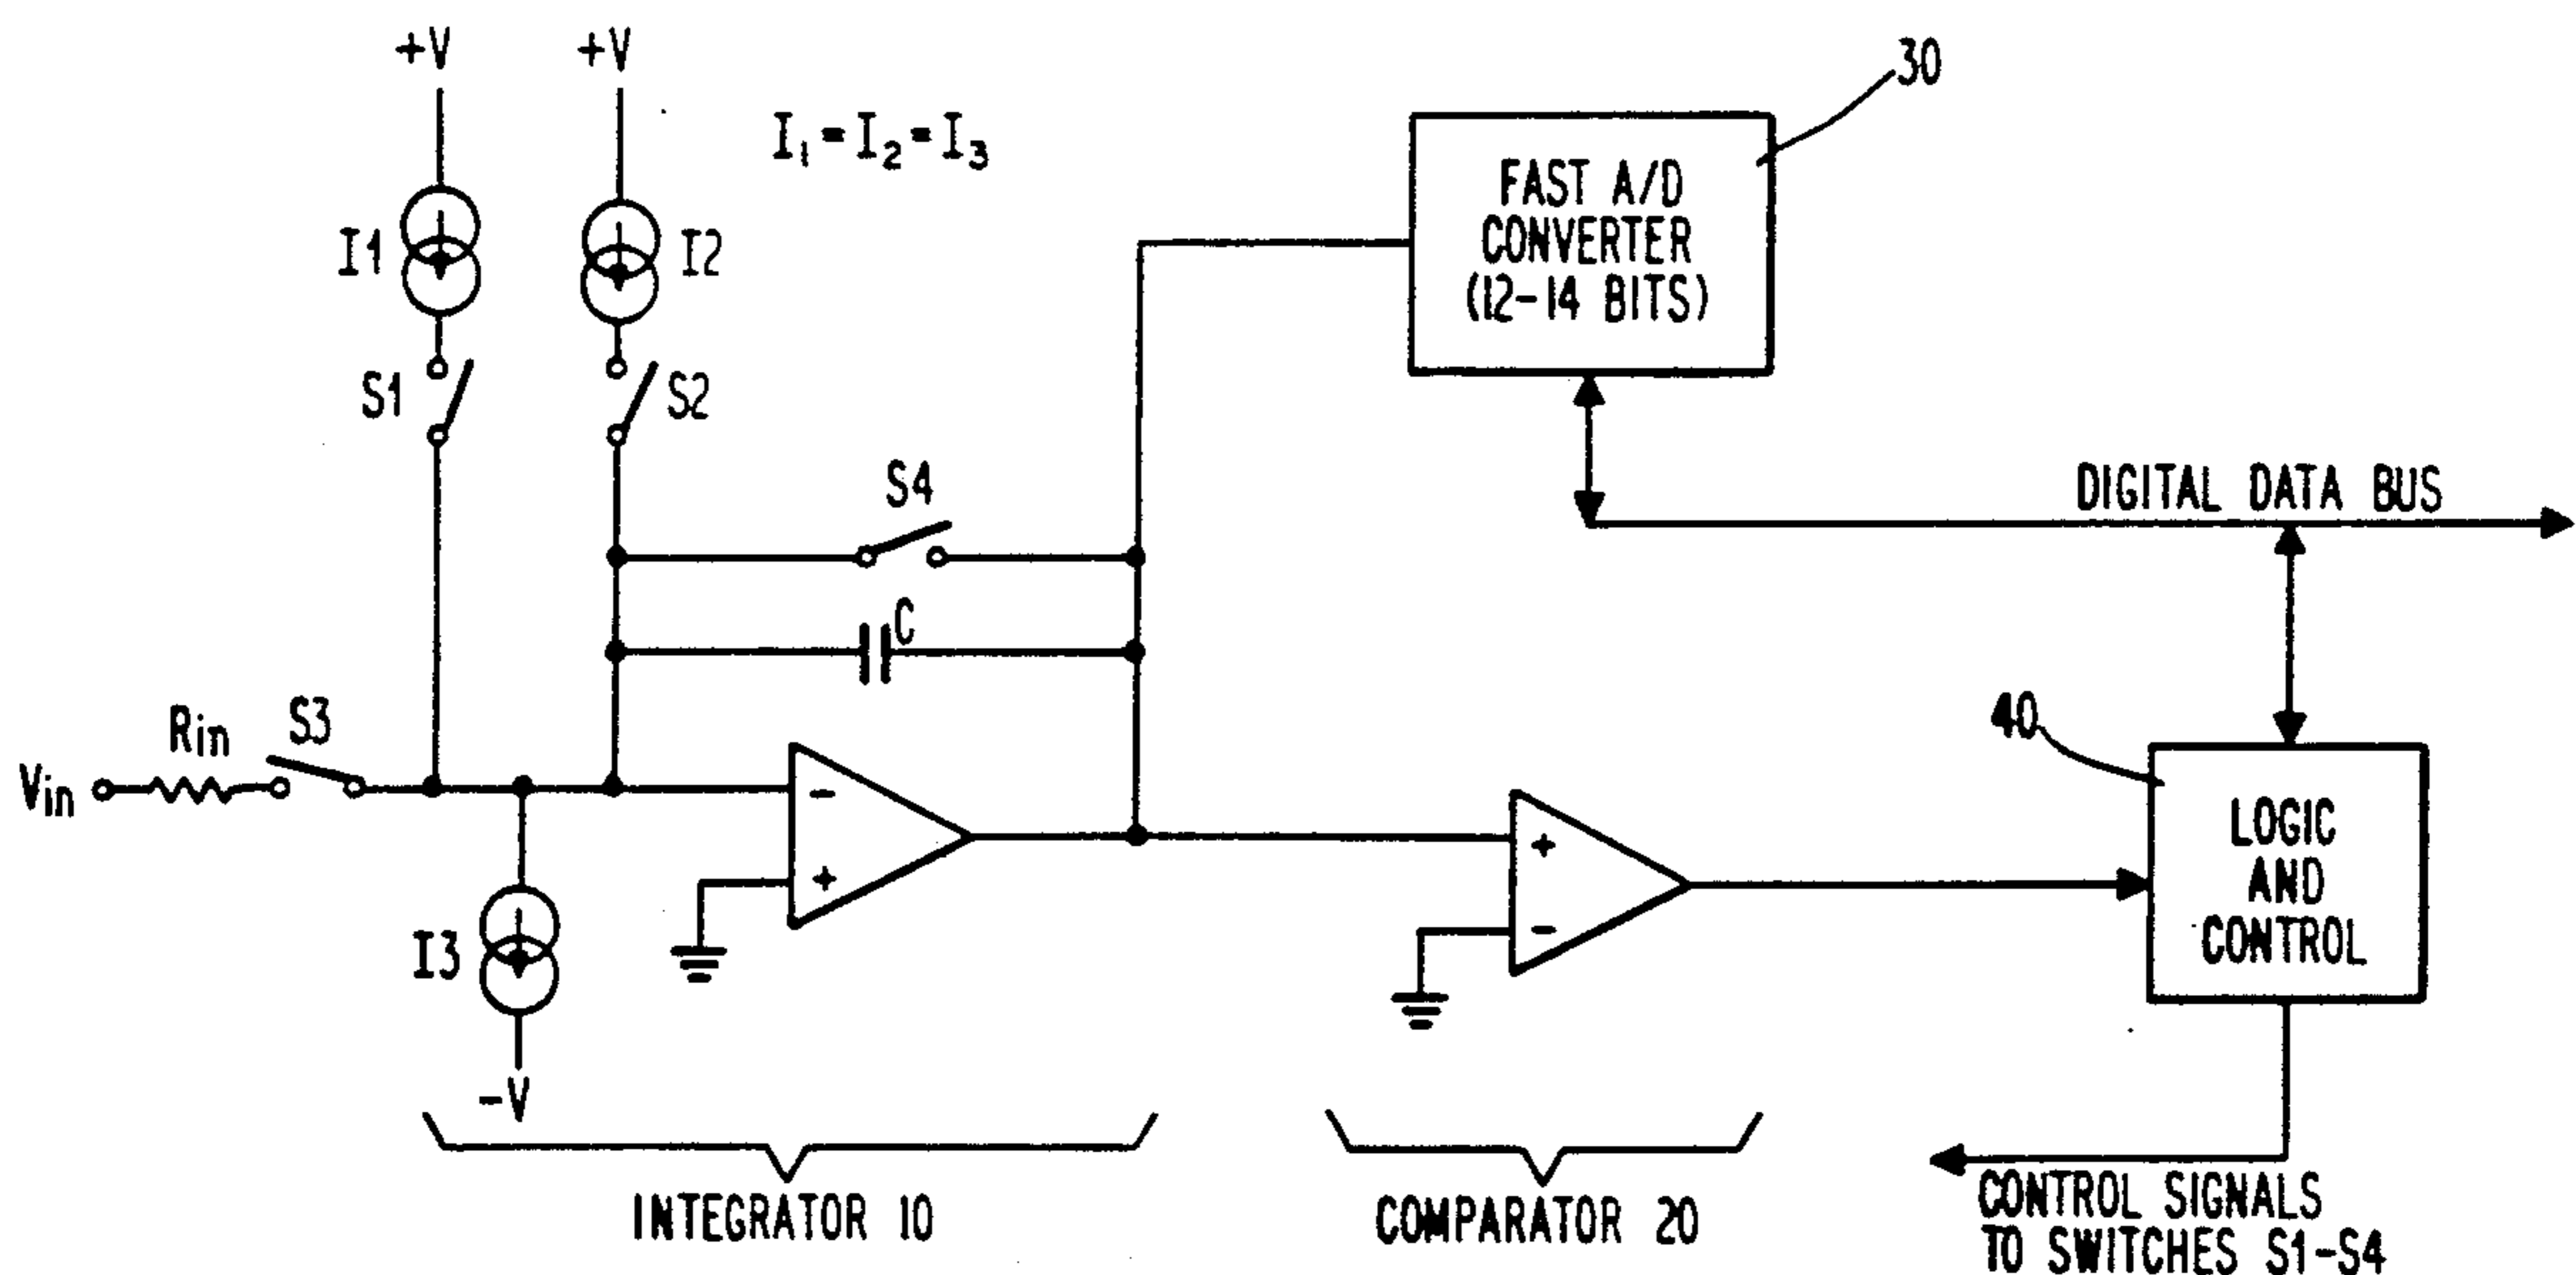 +V
+V
I₁ = I₂ = I₃
30
FAST A/D
CONVERTER
(12-14 BITS)
I1
I2
S1
S2
S4
DIGITAL DATA BUS
C
Rin
S3
Vin
-
+
+
-
40
LOGIC
AND
CONTROL
I3
-V
INTEGRATOR 10
COMPARATOR 20
CONTROL SIGNALS
TO SWITCHES S1-S4